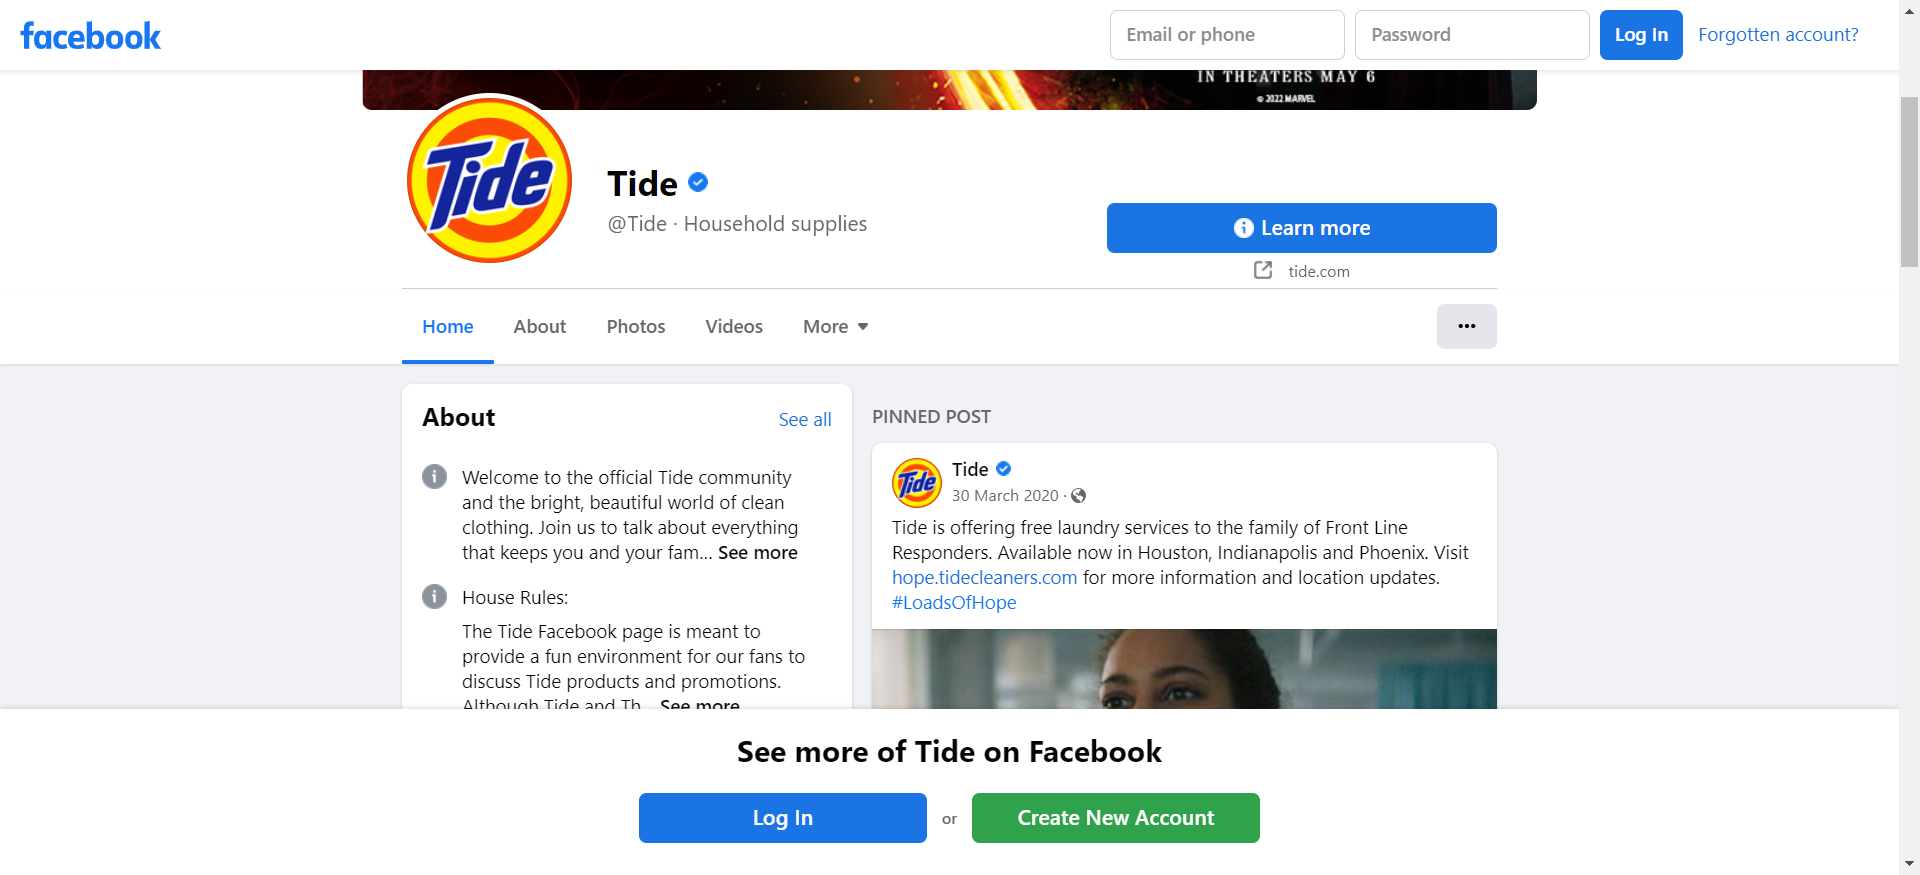 facebook
Email or phone
Password
Log In
Forgotten account?
IN THEATERS MAY 6
© 2022 MARVEL
Tide
Tide
@Tide · Household supplies
Learn more
tide.com
Home
About
Photos
Videos
More
•••
About
See all
Welcome to the official Tide community
and the bright, beautiful world of clean
clothing. Join us to talk about everything
that keeps you and your fam... See more
House Rules:
The Tide Facebook page is meant to
provide a fun environment for our fans to
discuss Tide products and promotions.
Although Tide and Th... See more
PINNED POST
Tide
Tide
30 March 2020 ·
Tide is offering free laundry services to the family of Front Line
Responders. Available now in Houston, Indianapolis and Phoenix. Visit
hope.tidecleaners.com for more information and location updates.
#LoadsOfHope
See more of Tide on Facebook
Log In
or
Create New Account